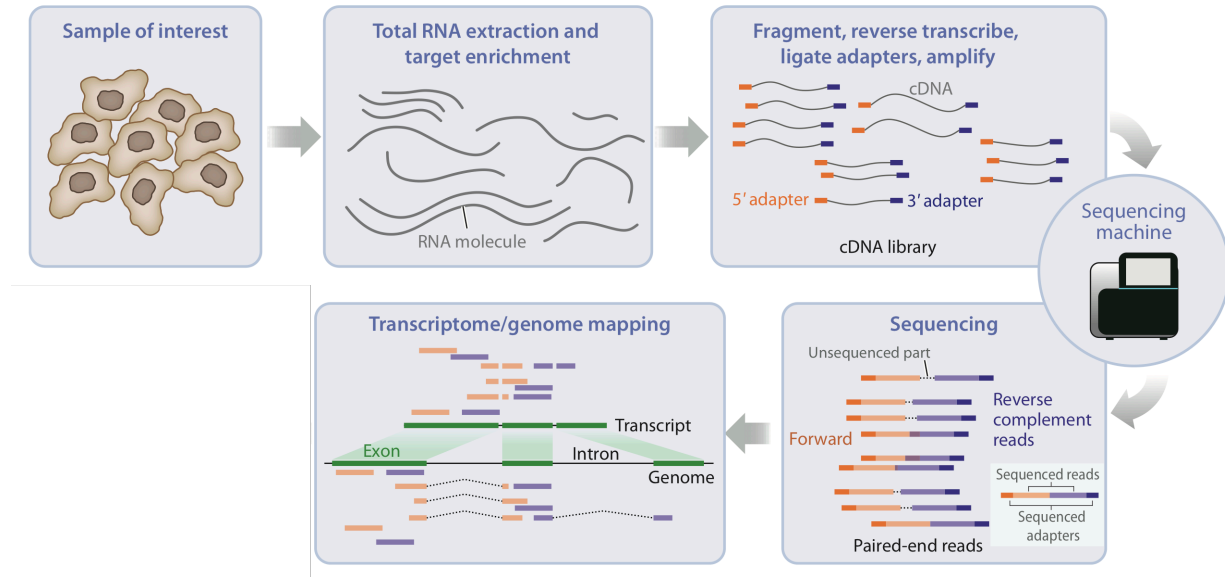 Sample of interest
Total RNA extraction and
target enrichment
RNA molecule
Fragment, reverse transcribe,
ligate adapters, amplify
cDNA
5′ adapter
3′ adapter
cDNA library
Sequencing
machine
Sequencing
Unsequenced part
Reverse
complement
reads
Forward
Sequenced reads
Sequenced
adapters
Paired-end reads
Transcriptome/genome mapping
Transcript
Exon
Intron
Genome